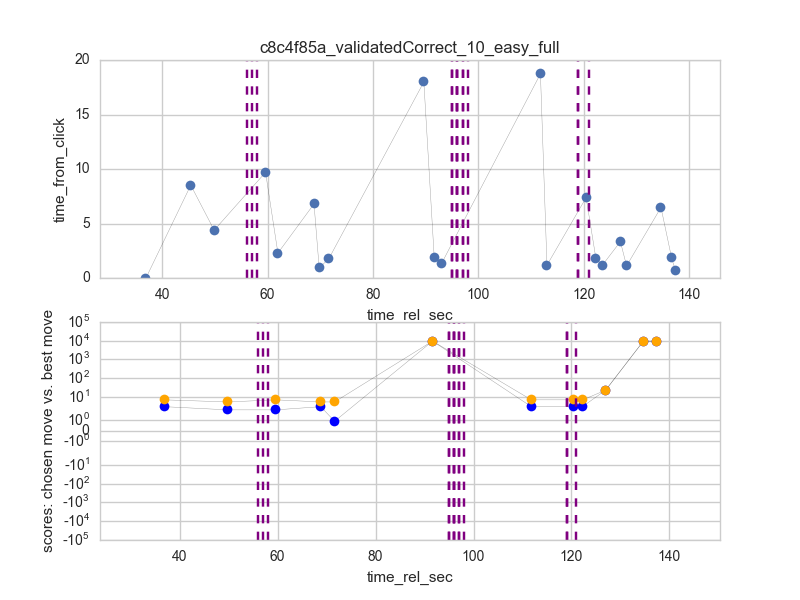 c8c4f85a_validatedCorrect_10_easy_full
time_from_click
20
15
10
5
0
40 60 80 100 120 140
time_rel_sec
scores: chosen move vs. best move
10^5
10^4
10^3
10^2
10^1
10^0
0
-10^0
-10^1
-10^2
-10^3
-10^4
-10^5
40 60 80 100 120 140
time_rel_sec